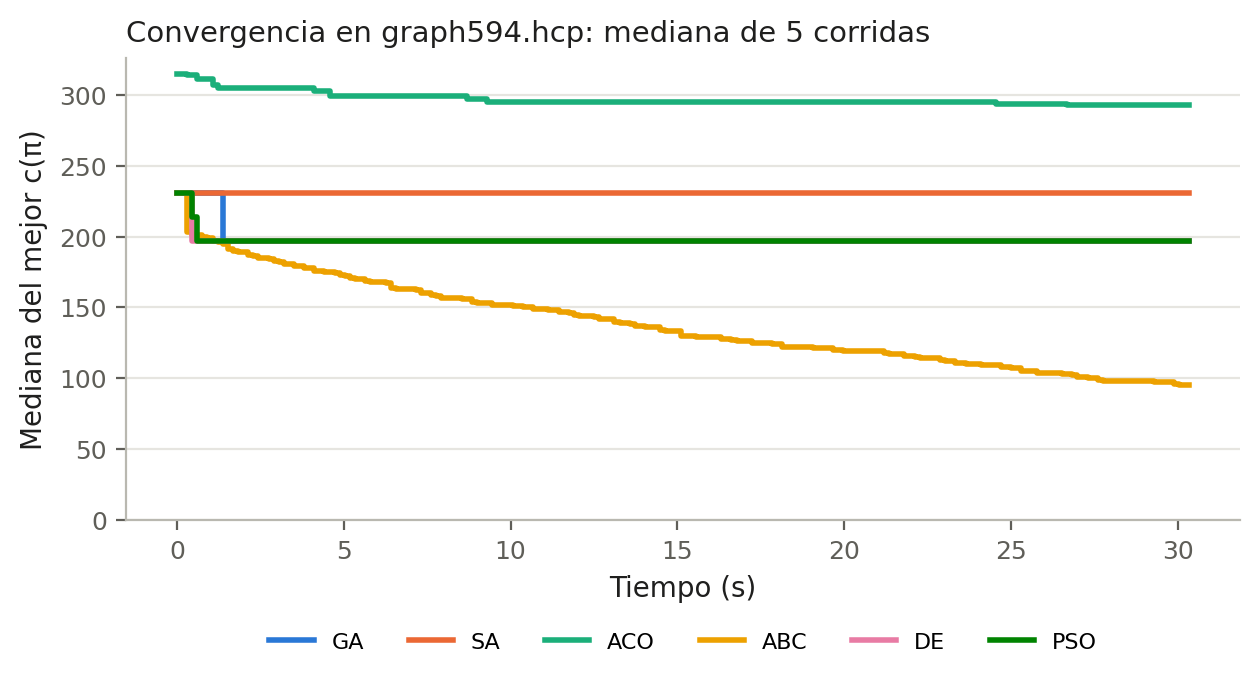 Convergencia en graph594.hcp: mediana de 5 corridas
Mediana del mejor c(π)
300
250
200
150
100
50
0
0 5 10 15 20 25 30
Tiempo (s)
GA SA ACO ABC DE PSO